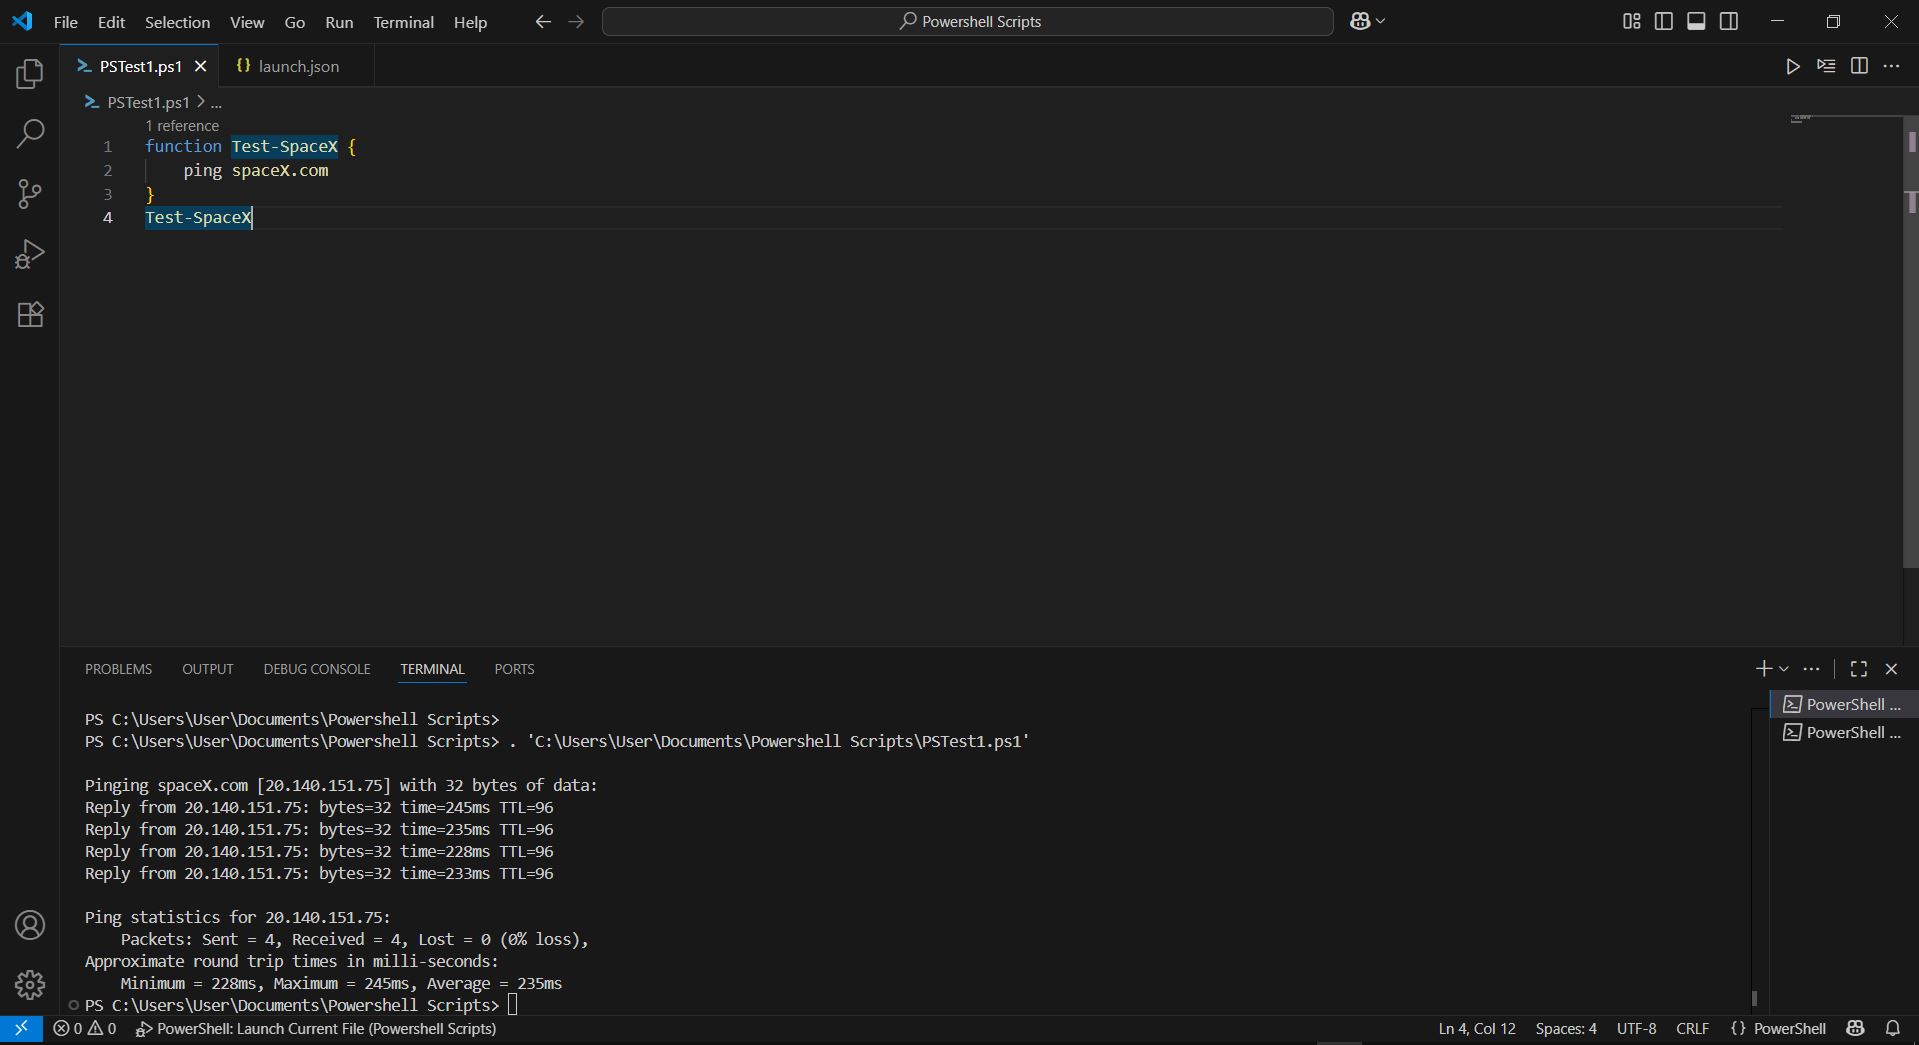 File Edit Selection View Go Run Terminal Help
Powershell Scripts
PSTest1.ps1
launch.json
PSTest1.ps1 > ...
1 reference
1 function Test-SpaceX {
2 ping spaceX.com
3 }
4 Test-SpaceX
PROBLEMS OUTPUT DEBUG CONSOLE TERMINAL PORTS
PowerShell ...
PowerShell ...
PS C:\Users\User\Documents\Powershell Scripts>
PS C:\Users\User\Documents\Powershell Scripts> . 'C:\Users\User\Documents\Powershell Scripts\PSTest1.ps1'
Pinging spaceX.com [20.140.151.75] with 32 bytes of data:
Reply from 20.140.151.75: bytes=32 time=245ms TTL=96
Reply from 20.140.151.75: bytes=32 time=235ms TTL=96
Reply from 20.140.151.75: bytes=32 time=228ms TTL=96
Reply from 20.140.151.75: bytes=32 time=233ms TTL=96
Ping statistics for 20.140.151.75:
Packets: Sent = 4, Received = 4, Lost = 0 (0% loss),
Approximate round trip times in milli-seconds:
Minimum = 228ms, Maximum = 245ms, Average = 235ms
PS C:\Users\User\Documents\Powershell Scripts>
0 0 PowerShell: Launch Current File (Powershell Scripts)
Ln 4, Col 12 Spaces: 4 UTF-8 CRLF {} PowerShell